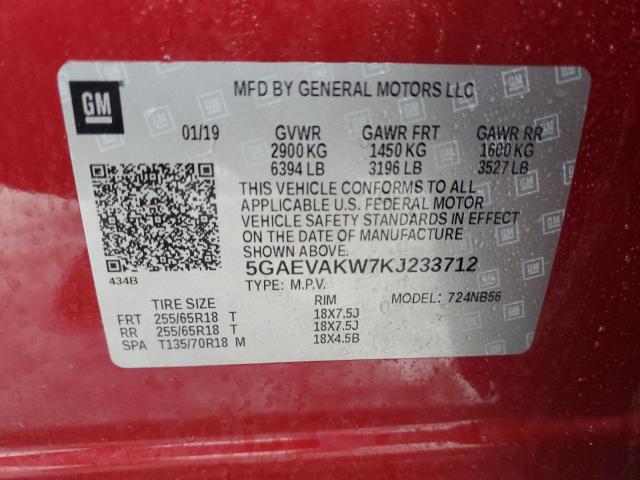 GM
MFD BY GENERAL MOTORS LLC
01/19 GVWR GAWR FRT GAWR RR
2900 KG 1450 KG 1600 KG
6394 LB 3196 LB 3527 LB
THIS VEHICLE CONFORMS TO ALL
APPLICABLE U.S. FEDERAL MOTOR
VEHICLE SAFETY STANDARDS IN EFFECT
ON THE DATE OF MANUFACTURE
SHOWN ABOVE.
434B
5GAEVAKW7KJ233712
TYPE: M.P.V. MODEL: 724NB56
TIRE SIZE RIM
FRT 255/65R18 T 18X7.5J
RR 255/65R18 T 18X7.5J
SPA T135/70R18 M 18X4.5B